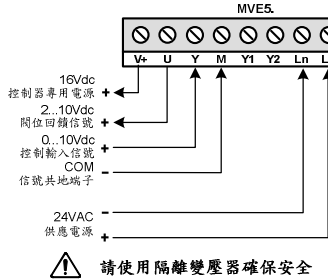 MVE5.
V+ U Y M Y1 Y2 Ln L
16Vdc
控制器專用電源 +
2...10Vdc
閥位回饋信號 +
0...10Vdc
控制輸入信號 +
COM
信號共地端子 -
24VAC -
供應電源 +
請使用隔離變壓器確保安全